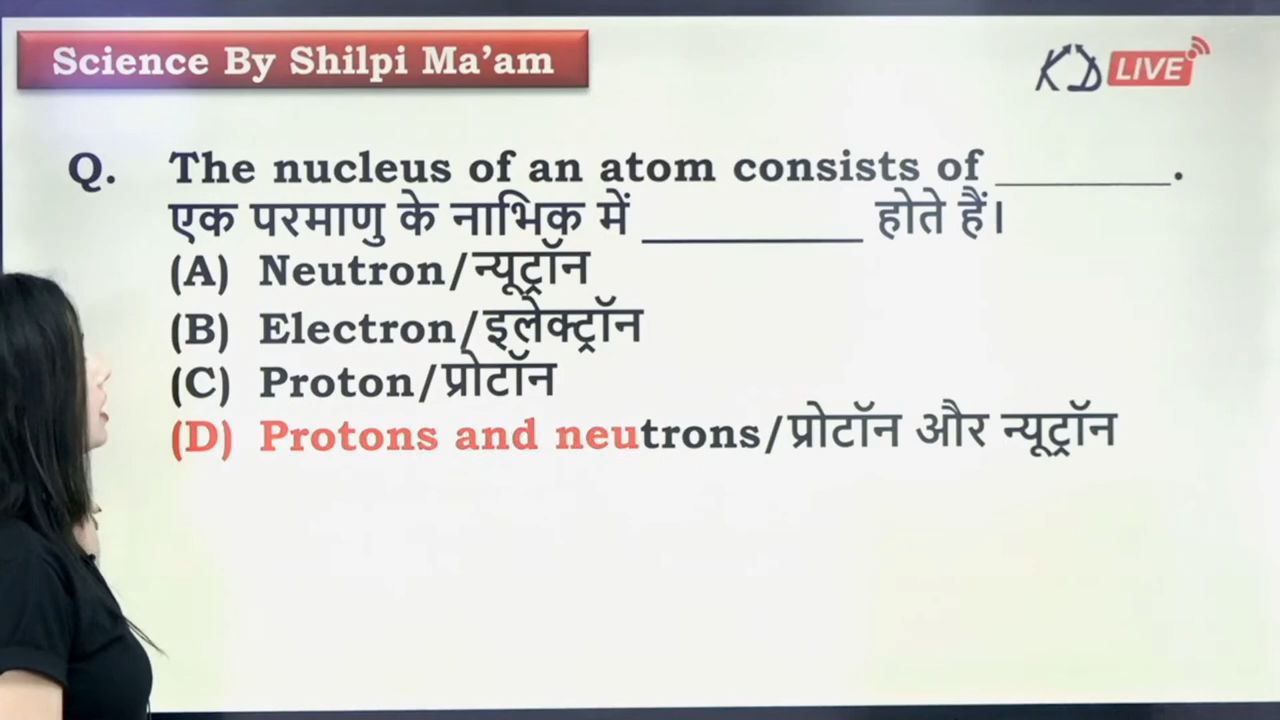 Science By Shilpi Ma’am
KD LIVE
Q. The nucleus of an atom consists of ________.
एक परमाणु के नाभिक में __________ होते हैं।
(A) Neutron/न्यूट्रॉन
(B) Electron/इलेक्ट्रॉन
(C) Proton/प्रोटॉन
(D) Protons and neutrons/प्रोटॉन और न्यूट्रॉन